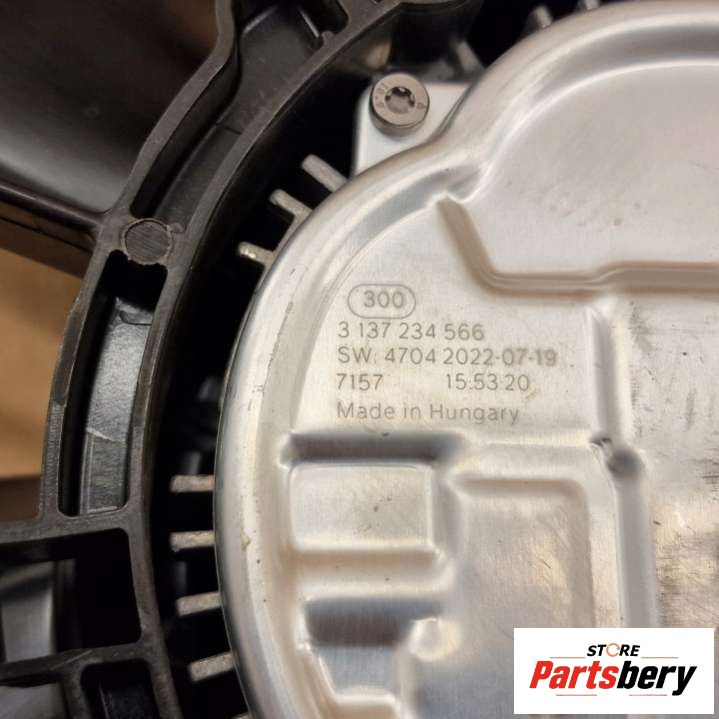 300
3 137 234 566
SW: 4704 2022-07-19
7157 15:53:20
Made in Hungary
STORE
Partsbery